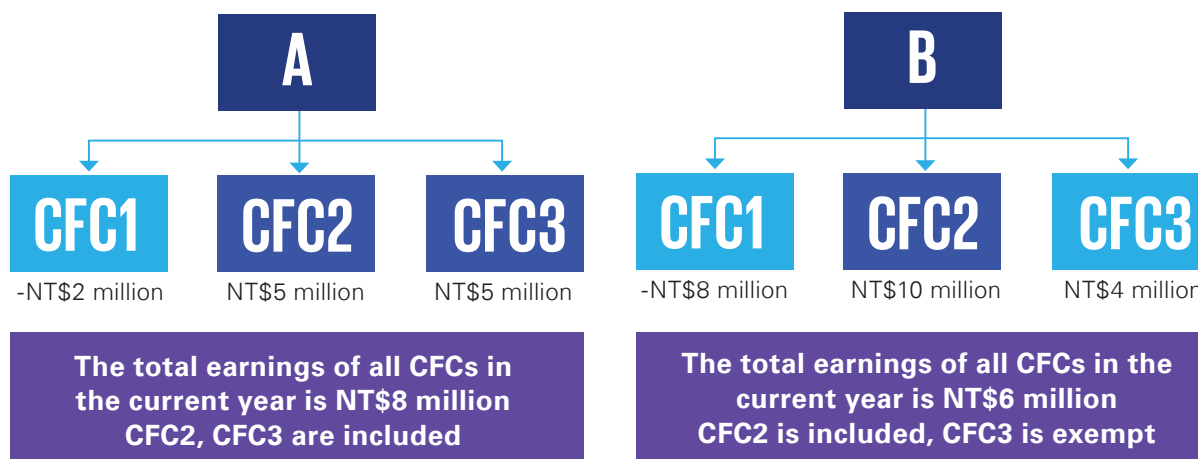 A
CFC1
CFC2
CFC3
-NT$2 million
NT$5 million
NT$5 million
The total earnings of all CFCs in
the current year is NT$8 million
CFC2, CFC3 are included
B
CFC1
CFC2
CFC3
-NT$8 million
NT$10 million
NT$4 million
The total earnings of all CFCs in the
current year is NT$6 million
CFC2 is included, CFC3 is exempt